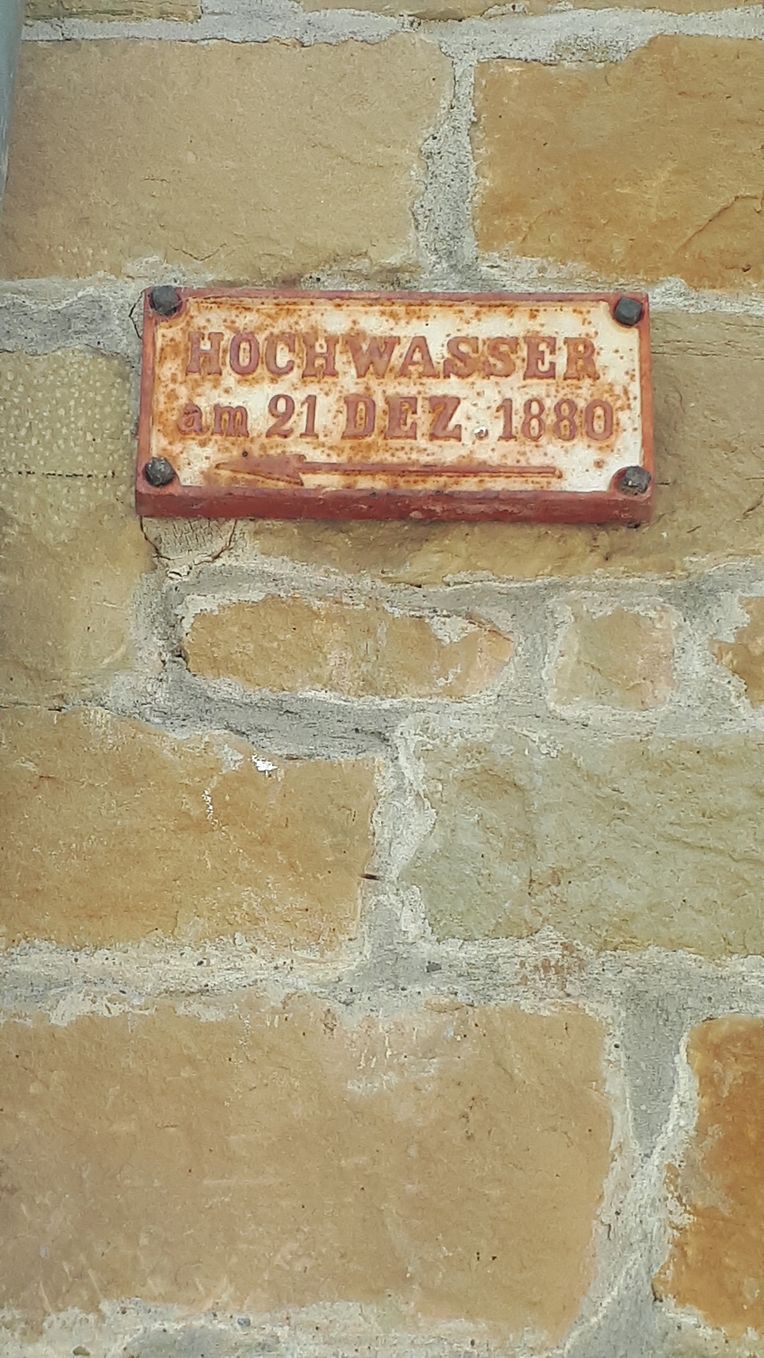 HOCHWASSER
am 21 DEZ. 1880